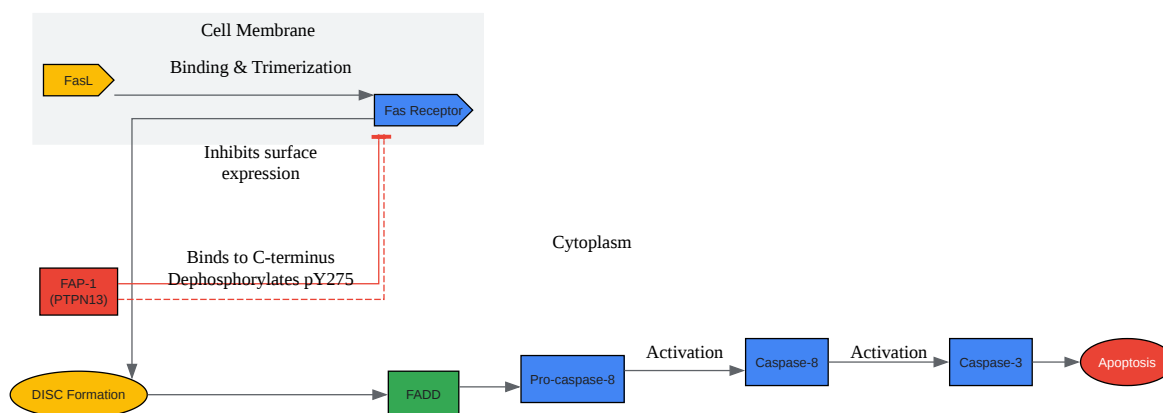 Cell Membrane
Binding & Trimerization
FasL
Fas Receptor
Inhibits surface
expression
Cytoplasm
Binds to C-terminus
Dephosphorylates pY275
FAP-1
(PTPN13)
Activation
Activation
Caspase-8
Caspase-3
Apoptosis
Pro-caspase-8
DISC Formation
FADD